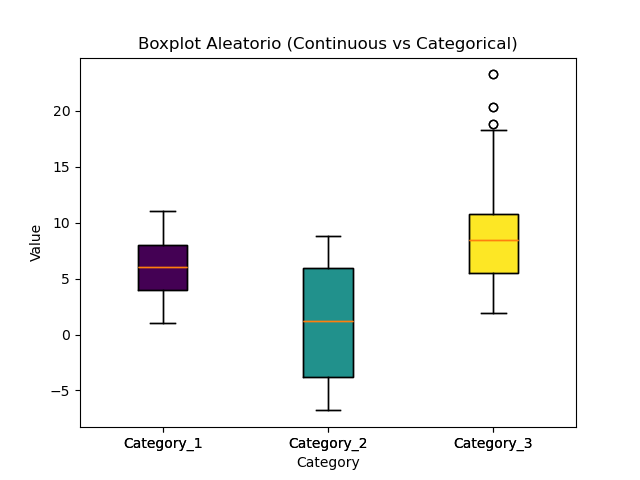 Boxplot Aleatorio (Continuous vs Categorical)
20
15
10
5
0
−5
Value
Category_1 Category_2 Category_3
Category